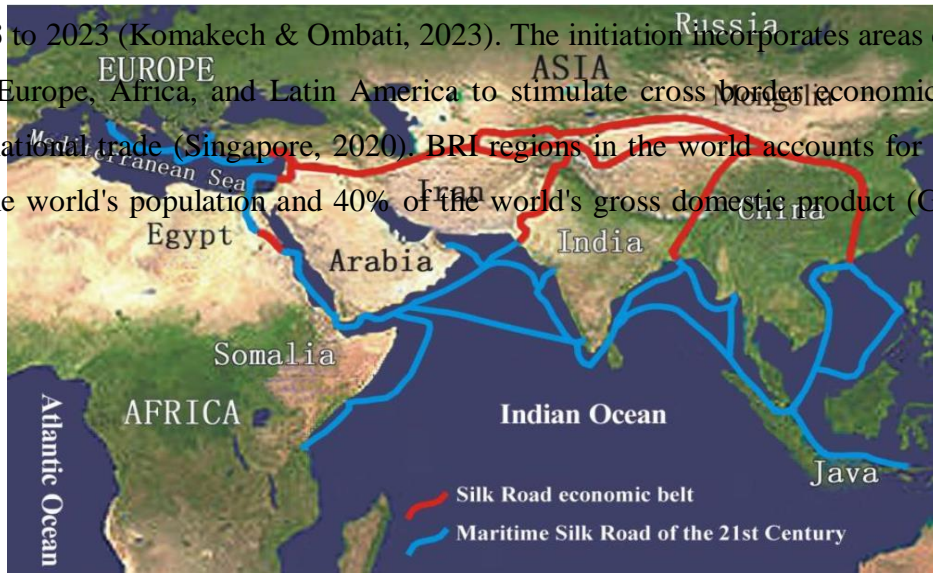 to 2023 (Komakech & Ombati, 2023). The initiation incorporates areas
Europe, Africa, and Latin America to stimulate cross border economic
national trade (Singapore, 2020). BRI regions in the world accounts for
world's population and 40% of the world's gross domestic product
Russia
EUROPE
ASIA
Mongolia
Mediterranean Sea
Iran
China
Egypt
India
Arabia
Somalia
AFRICA
Atlantic Ocean
Indian Ocean
Java
Silk Road economic belt
Maritime Silk Road of the 21st Century